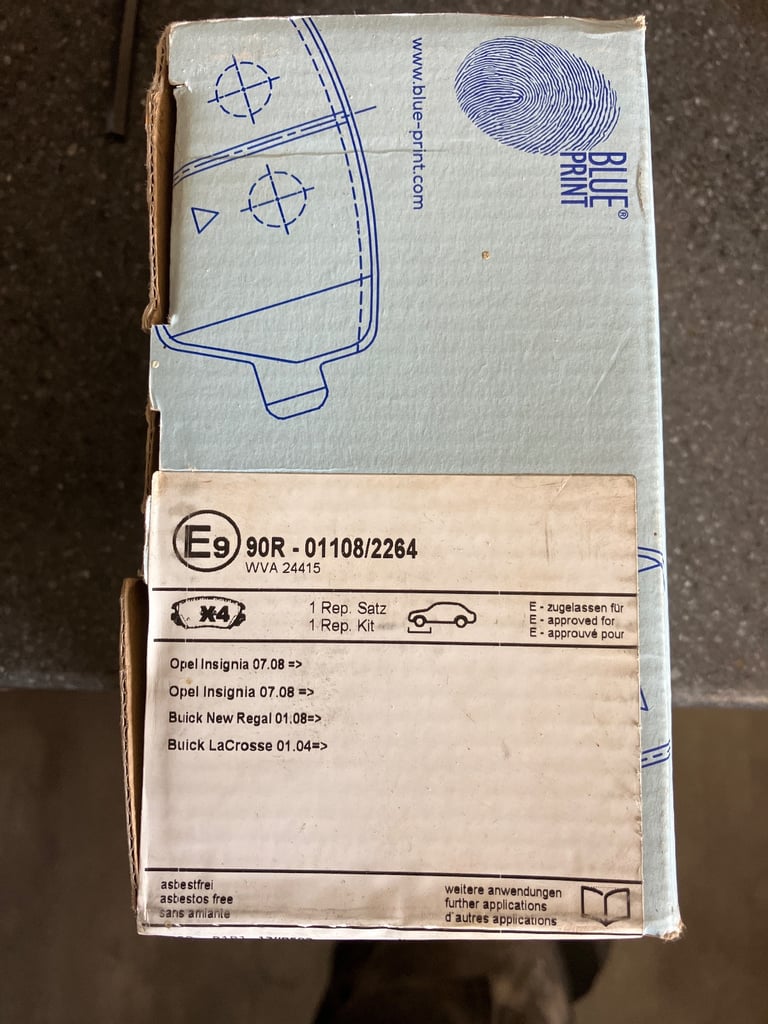 www.blue-print.com
BLUE
PRINT®
E9 90R - 01108/2264
WVA 24415
X4
1 Rep. Satz
1 Rep. Kit
E - zugelassen für
E - approved for
E - approuvé pour
Opel Insignia 07.08 =>
Opel Insignia 07.08 =>
Buick New Regal 01.08=>
Buick LaCrosse 01.04=>
asbestfrei
asbestos free
sans amiante
weitere anwendungen
further applications
d'autres applications